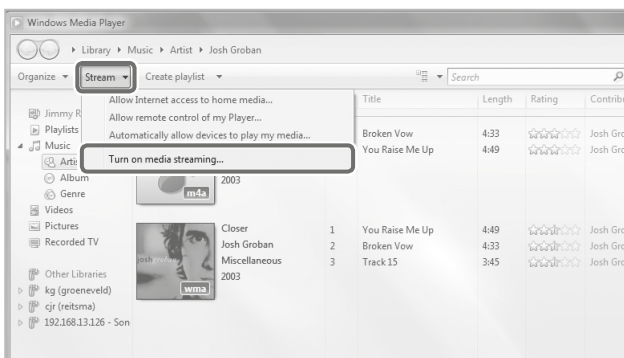 Windows Media Player
Library ▸ Music ▸ Artist ▸ Josh Groban
Organize Stream Create playlist Search
Allow Internet access to home media...
Allow remote control of my Player...
Automatically allow devices to play my media...
Turn on media streaming...
Title Length Rating
Jimmy R
Playlists
Music
Artis
Album
Genre
Videos
Pictures
Recorded TV
Other Libraries
kg (groeneveld)
cjr (reitsma)
192.168.13.126 - Son
Broken Vow 4:33 Josh Gro
You Raise Me Up 4:49 Josh Gro
2003
m4a
Closer 1 You Raise Me Up 4:49 Josh Gro
Josh Groban 2 Broken Vow 4:33 Josh Gro
Miscellaneous 3 Track 15 3:45 Josh Gro
2003
josh groban
wma